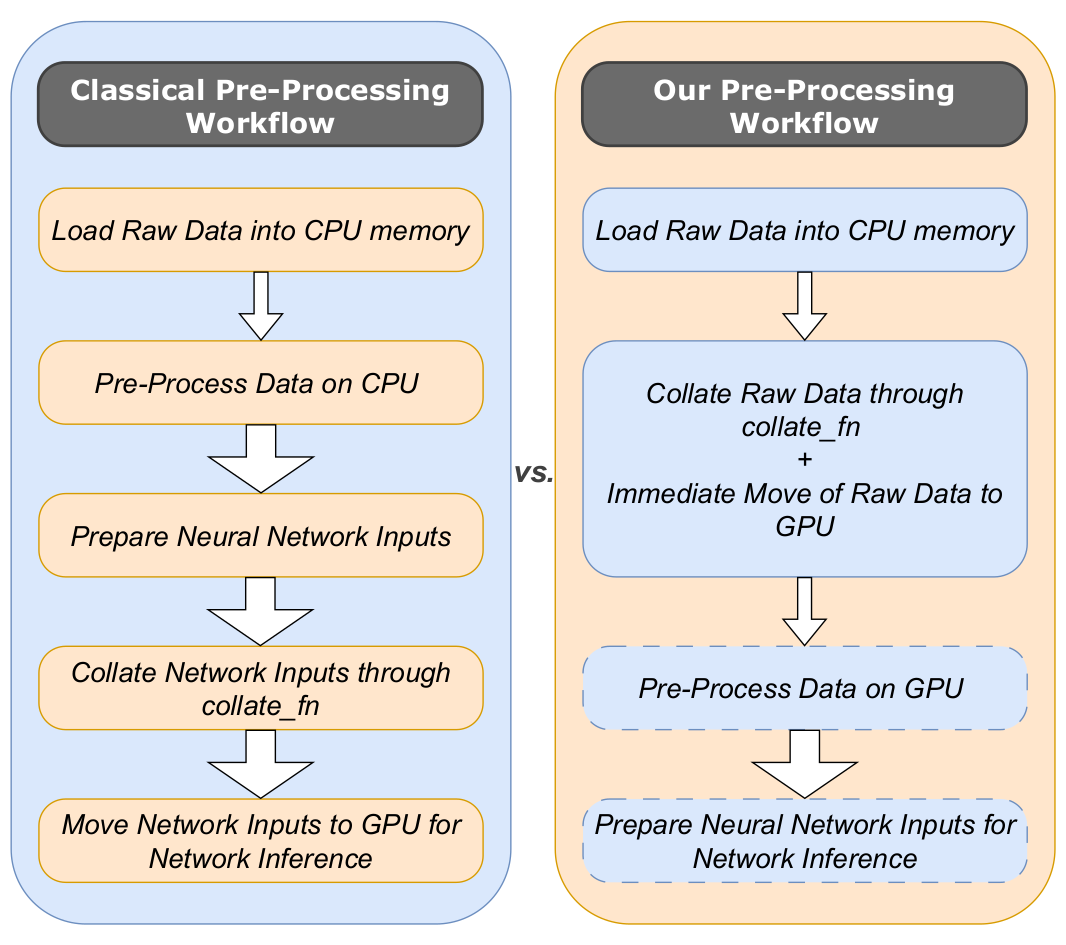 Classical Pre-Processing
Workflow
Load Raw Data into CPU memory
Pre-Process Data on CPU
Prepare Neural Network Inputs
Collate Network Inputs through
collate_fn
Move Network Inputs to GPU for
Network Inference
vs.
Our Pre-Processing
Workflow
Load Raw Data into CPU memory
Collate Raw Data through
collate_fn
+
Immediate Move of Raw Data to
GPU
Pre-Process Data on GPU
Prepare Neural Network Inputs for
Network Inference